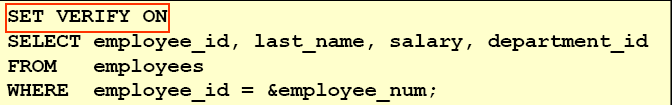 SET VERIFY ON
SELECT employee_id, last_name, salary, department_id
FROM   employees
WHERE  employee_id = &employee_num;